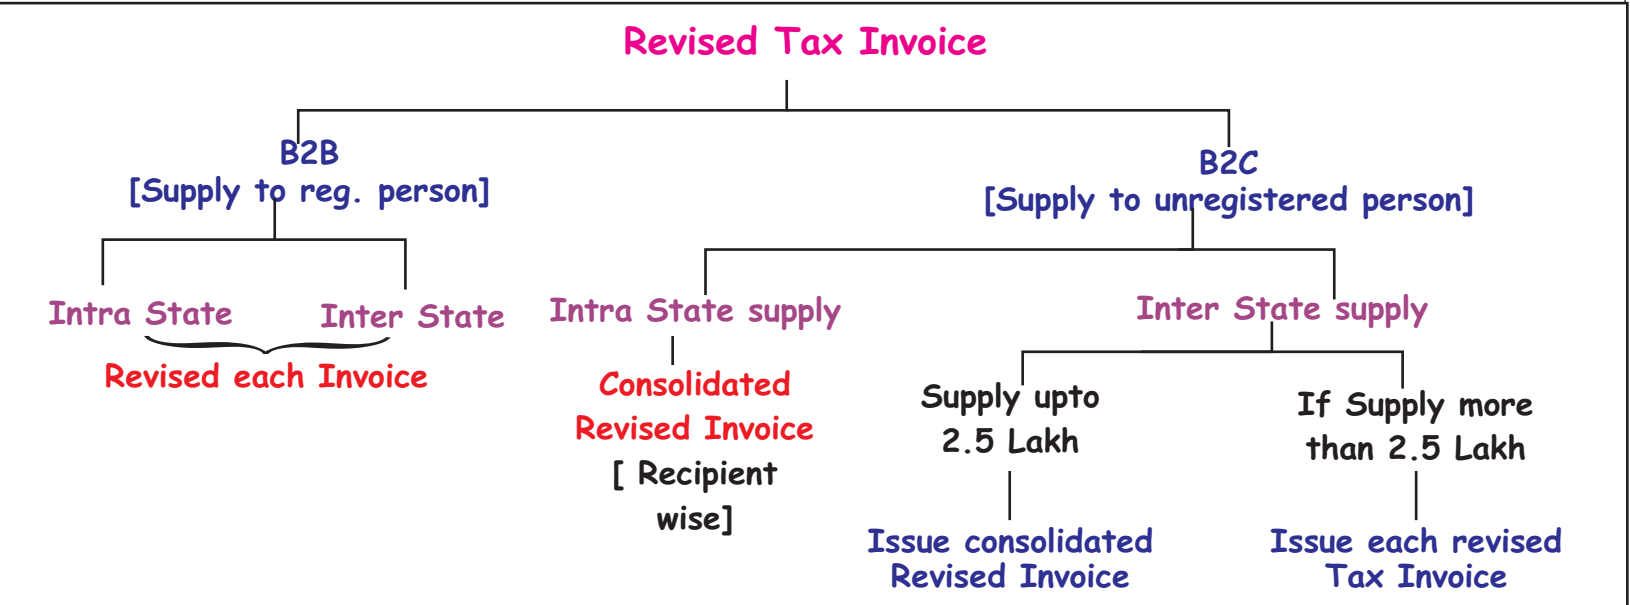 Revised Tax Invoice
B2B
[Supply to reg. person]
B2C
[Supply to unregistered person]
Intra State
Inter State
Revised each Invoice
Intra State supply
Consolidated
Revised Invoice
[ Recipient
wise]
Inter State supply
Supply upto
2.5 Lakh
Issue consolidated
Revised Invoice
If Supply more
than 2.5 Lakh
Issue each revised
Tax Invoice